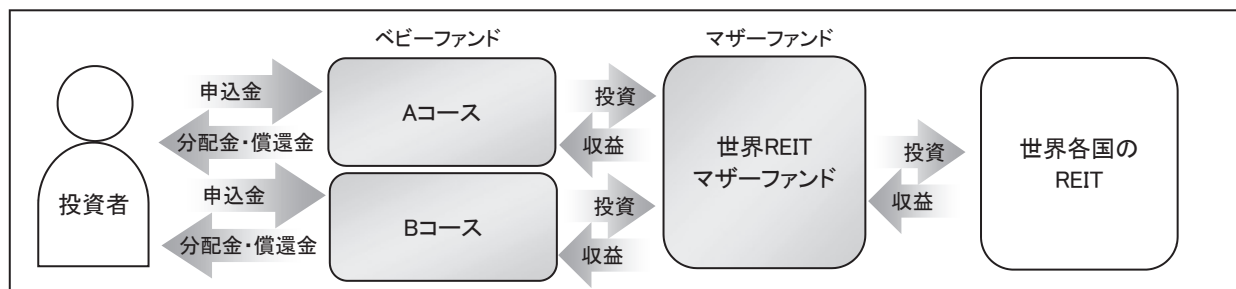 ベビーファンド
マザーファンド
投資者
申込金
分配金・償還金
申込金
分配金・償還金
Aコース
Bコース
投資
収益
投資
収益
世界REIT
マザーファンド
投資
収益
世界各国の
REIT